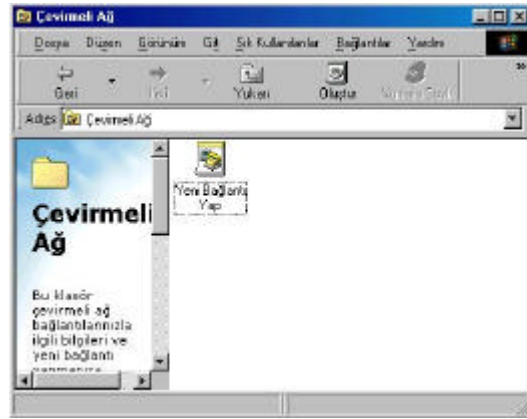 Çevirmeli Ağ
Dosya Düzen Görünüm Git Sık Kullanılanlar Bağlantılar Yardım
Geri İleri Yukarı Oluştur
Adres Çevirmeli Ağ
Yeni Bağlantı
Yap
Çevirmeli
Ağ
Bu klasör
çevirmeli ağ
bağlantılarınızla
ilgili bilgileri ve
yeni bağlantı